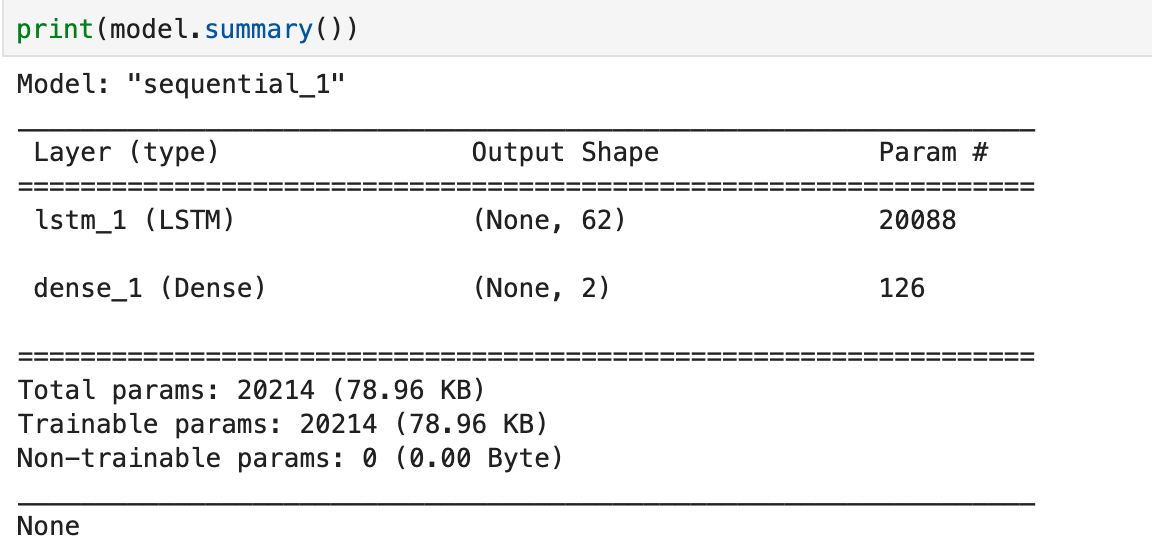 print(model.summary())
Model: "sequential_1"
_________________________________________________________________
 Layer (type)                Output Shape              Param #
=================================================================
 lstm_1 (LSTM)               (None, 62)                20088

 dense_1 (Dense)             (None, 2)                 126

=================================================================
Total params: 20214 (78.96 KB)
Trainable params: 20214 (78.96 KB)
Non-trainable params: 0 (0.00 Byte)
_________________________________________________________________
None